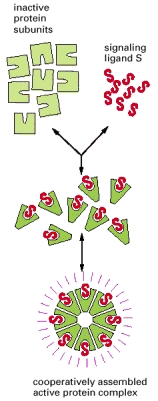 inactive
protein
subunits
signaling
ligand S
S S S S S S S S S
S S S S S S S S
S S S S S S S S
cooperatively assembled
active protein complex